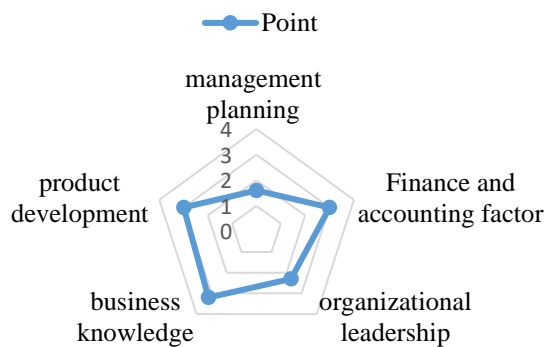 Point
management
planning
4
3
2
1
0
Finance and
accounting factor
organizational
leadership
business
knowledge
product
development